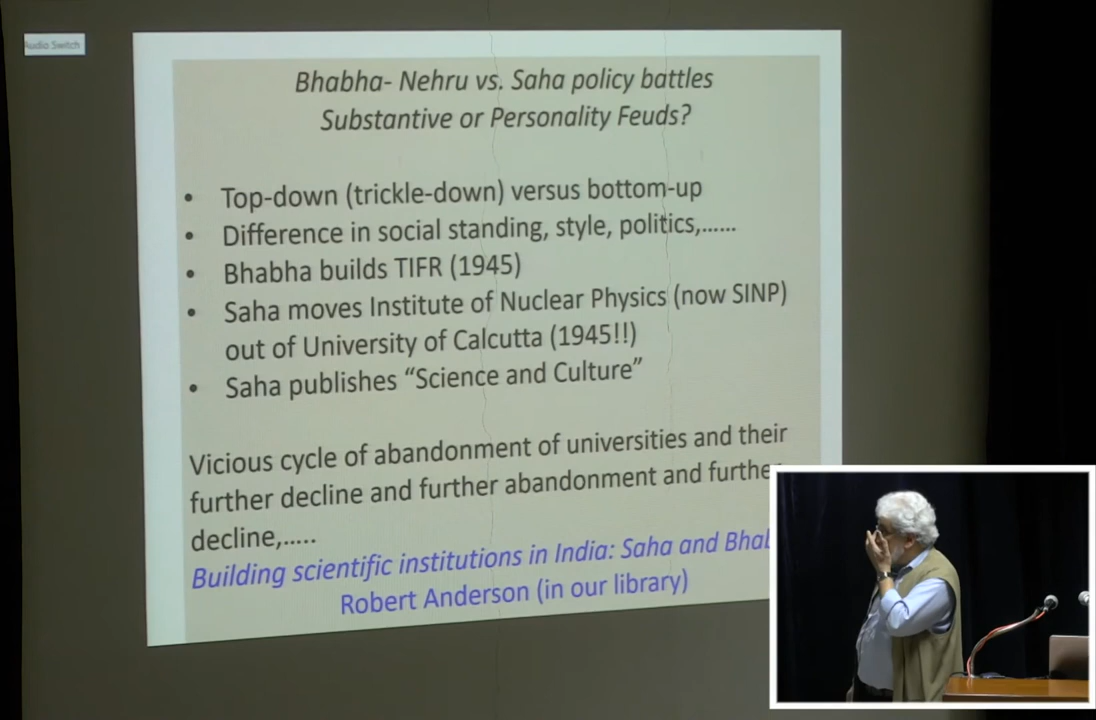 Audio Switch
Bhabha- Nehru vs. Saha policy battles
Substantive or Personality Feuds?
• Top-down (trickle-down) versus bottom-up
• Difference in social standing, style, politics,......
• Bhabha builds TIFR (1945)
• Saha moves Institute of Nuclear Physics (now SINP)
out of University of Calcutta (1945!!)
• Saha publishes “Science and Culture”
Vicious cycle of abandonment of universities and their
further decline and further abandonment and further
decline,.....
Building scientific institutions in India: Saha and
Robert Anderson (in our library)